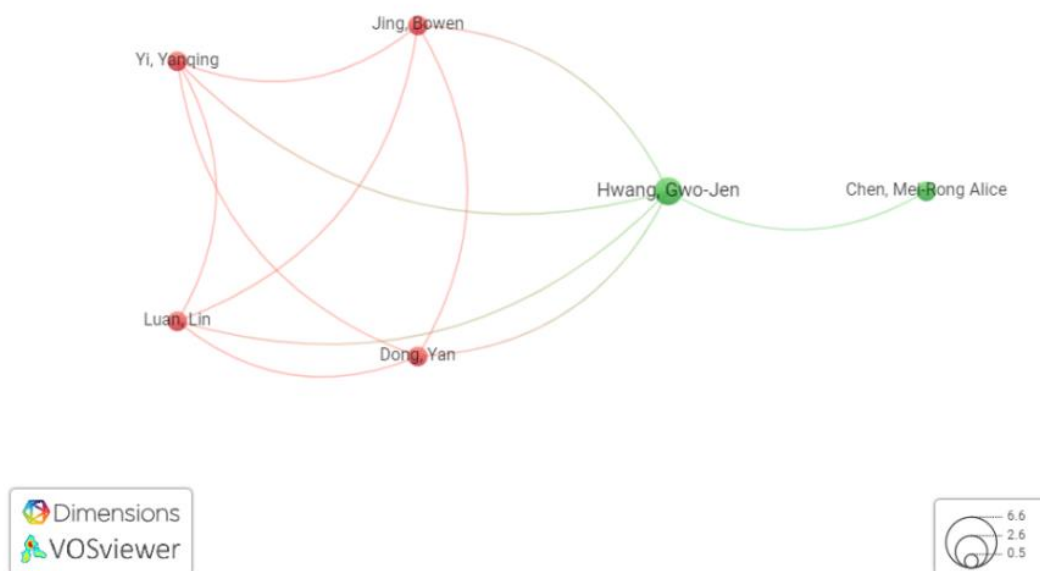 Jing, Bowen
Yi, Yanqing
Hwang, Gwo-Jen
Chen, Mei-Rong Alice
Luan, Lin
Dong, Yan
Dimensions
VOSviewer
6.6
2.6
0.5